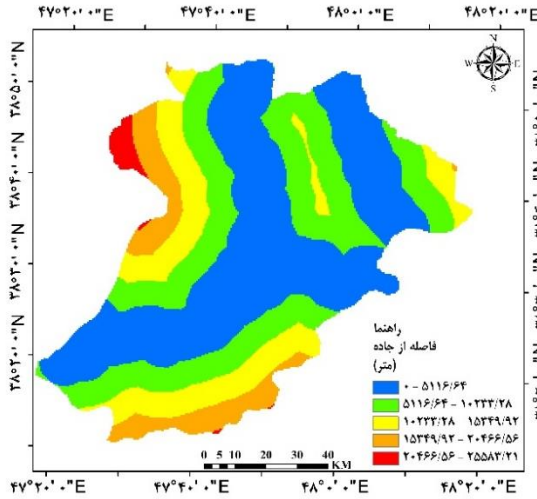 ۴۷°۲۰'۰"E ۴۷°۴۰'۰"E ۴۸°۰'۰"E ۴۸°۲۰'۰"E
N
W E
S
۳۸°۵۰'۰"N
۳۸°۴۰'۰"N
۳۸°۳۰'۰"N
۳۸°۲۰'۰"N
راهنما
فاصله از جاده
(متر)
۰ - ۵۱۱۶/۶۴
۵۱۱۶/۶۴ - ۱۰۲۳۳/۲۸
۱۰۲۳۳/۲۸ ۱۵۳۴۹/۹۲
۱۵۳۴۹/۹۲ - ۲۰۴۶۶/۵۶
۲۰۴۶۶/۵۶ - ۲۵۵۸۳/۲۱
0 5 10 20 30 40
KM
۴۷°۲۰'۰"E ۴۷°۴۰'۰"E ۴۸°۰'۰"E ۴۸°۲۰'۰"E